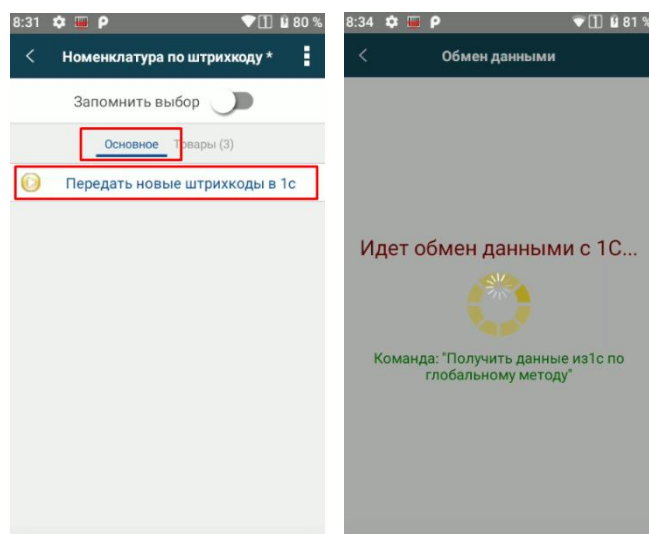 8:31 P 80 %
Номенклатура по штрихкоду *
Запомнить выбор
Основное Товары (3)
Передать новые штрихкоды в 1с
8:34 P 81 %
Обмен данными
Идет обмен данными с 1С...
Команда: "Получить данные из1с по
глобальному методу"